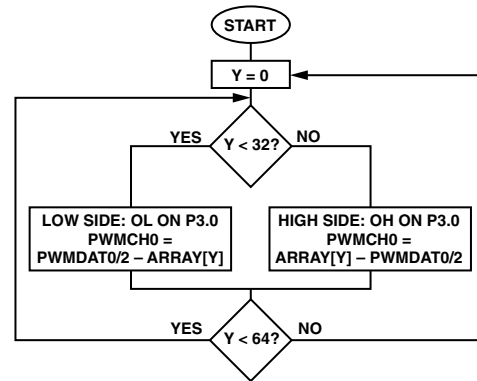 START
Y = 0
Y < 32?
YES
NO
LOW SIDE: OL ON P3.0
PWMCH0 =
PWMDAT0/2 – ARRAY[Y]
HIGH SIDE: OH ON P3.0
PWMCH0 =
ARRAY[Y] – PWMDAT0/2
YES
Y < 64?
NO